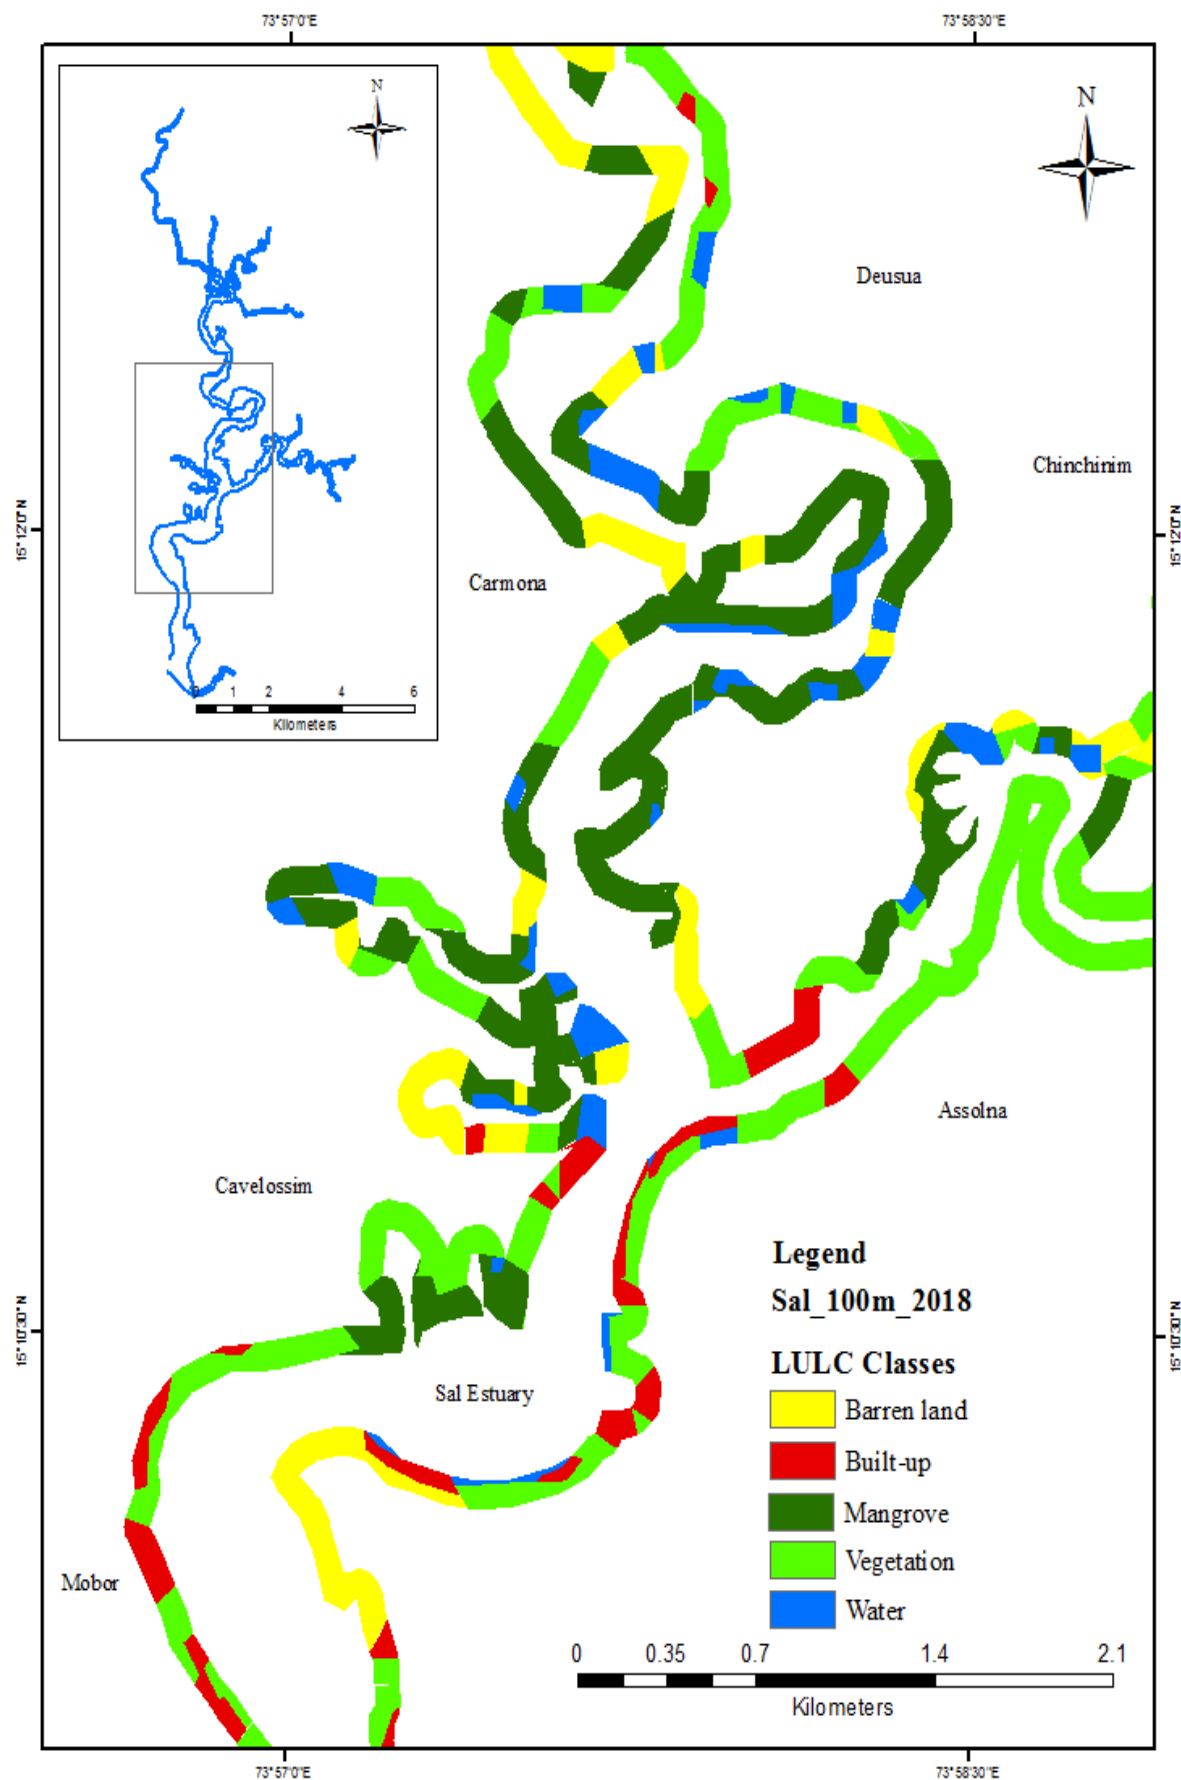 73°57'0"E
73°58'30"E
N
N
Deusua
Chinchinim
15°12'0"N
15°12'0"N
Carmona
0 1 2 4 6
Kilometers
Assolna
Cavelossim
Legend
Sal_100m_2018
15°10'30"N
15°10'30"N
LULC Classes
Sal Estuary
Barren land
Built-up
Mangrove
Vegetation
Mobor
Water
0 0.35 0.7 1.4 2.1
Kilometers
73°57'0"E
73°58'30"E